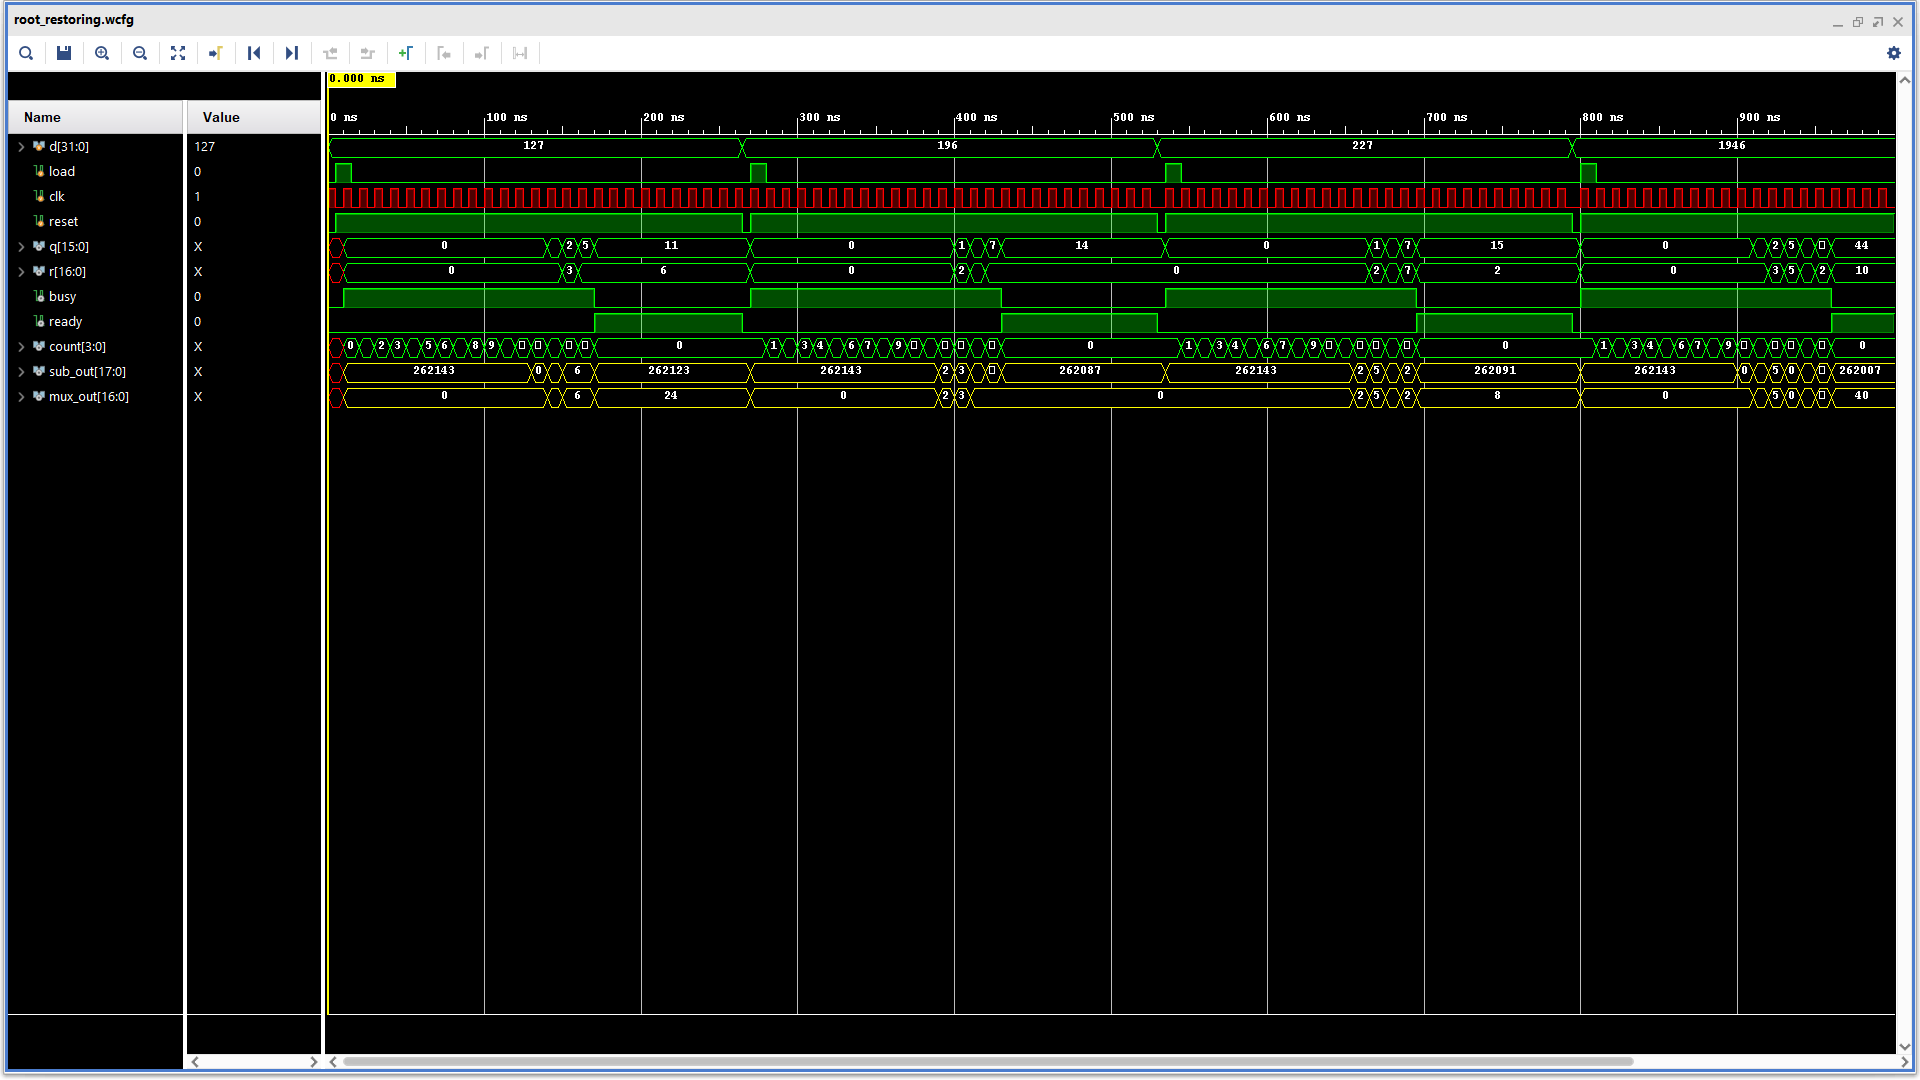 root_restoring.wcfg
0.000 ns
Name Value
0 ns 100 ns 200 ns 300 ns 400 ns 500 ns 600 ns 700 ns 800 ns 900 ns
d[31:0] 127 127 196 227 1946
load 0
clk 1
reset 0
q[15:0] X 0 2 5 11 0 1 7 14 0 1 7 15 0 2 5 44
r[16:0] X 0 3 6 0 2 0 2 7 2 0 3 5 2 10
busy 0
ready 0
count[3:0] X 0 2 3 5 6 8 9 0 1 3 4 6 7 9 0 1 3 4 6 7 9 0 1 3 4 6 7 9 0
sub_out[17:0] X 262143 0 6 262123 262143 2 3 262087 262143 2 5 2 262091 262143 0 5 0 262007
mux_out[16:0] X 0 6 24 0 2 3 0 2 5 2 8 0 5 0 40